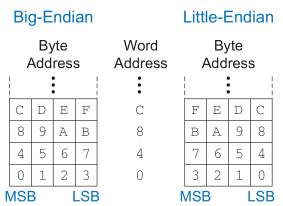 Big-Endian Little-Endian
Byte Word Byte
Address Address Address
C D E F C F E D C
8 9 A B 8 B A 9 8
4 5 6 7 4 7 6 5 4
0 1 2 3 0 3 2 1 0
MSB LSB MSB LSB